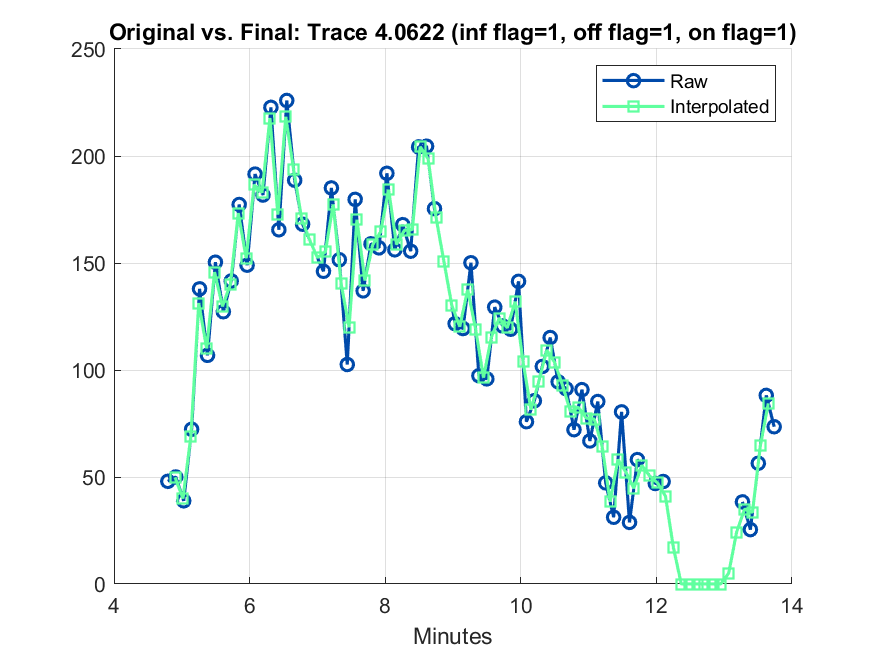 Original vs. Final: Trace 4.0622 (inf flag=1, off flag=1, on flag=1)
250
200
150
100
50
0
Raw
Interpolated
4 6 8 10 12 14
Minutes